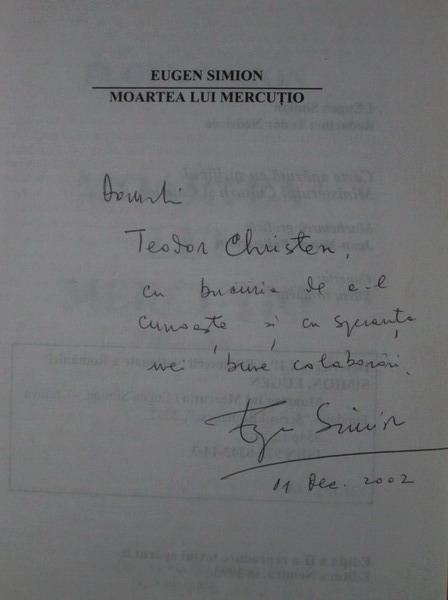 EUGEN SIMION
MOARTEA LUI MERCUȚIO
Domnului
Teodor Christen,
cu bucuria de a-l
cunoaște și cu speranța
unei bune colaborări.
Eugen Simion
11 Dec. 2002